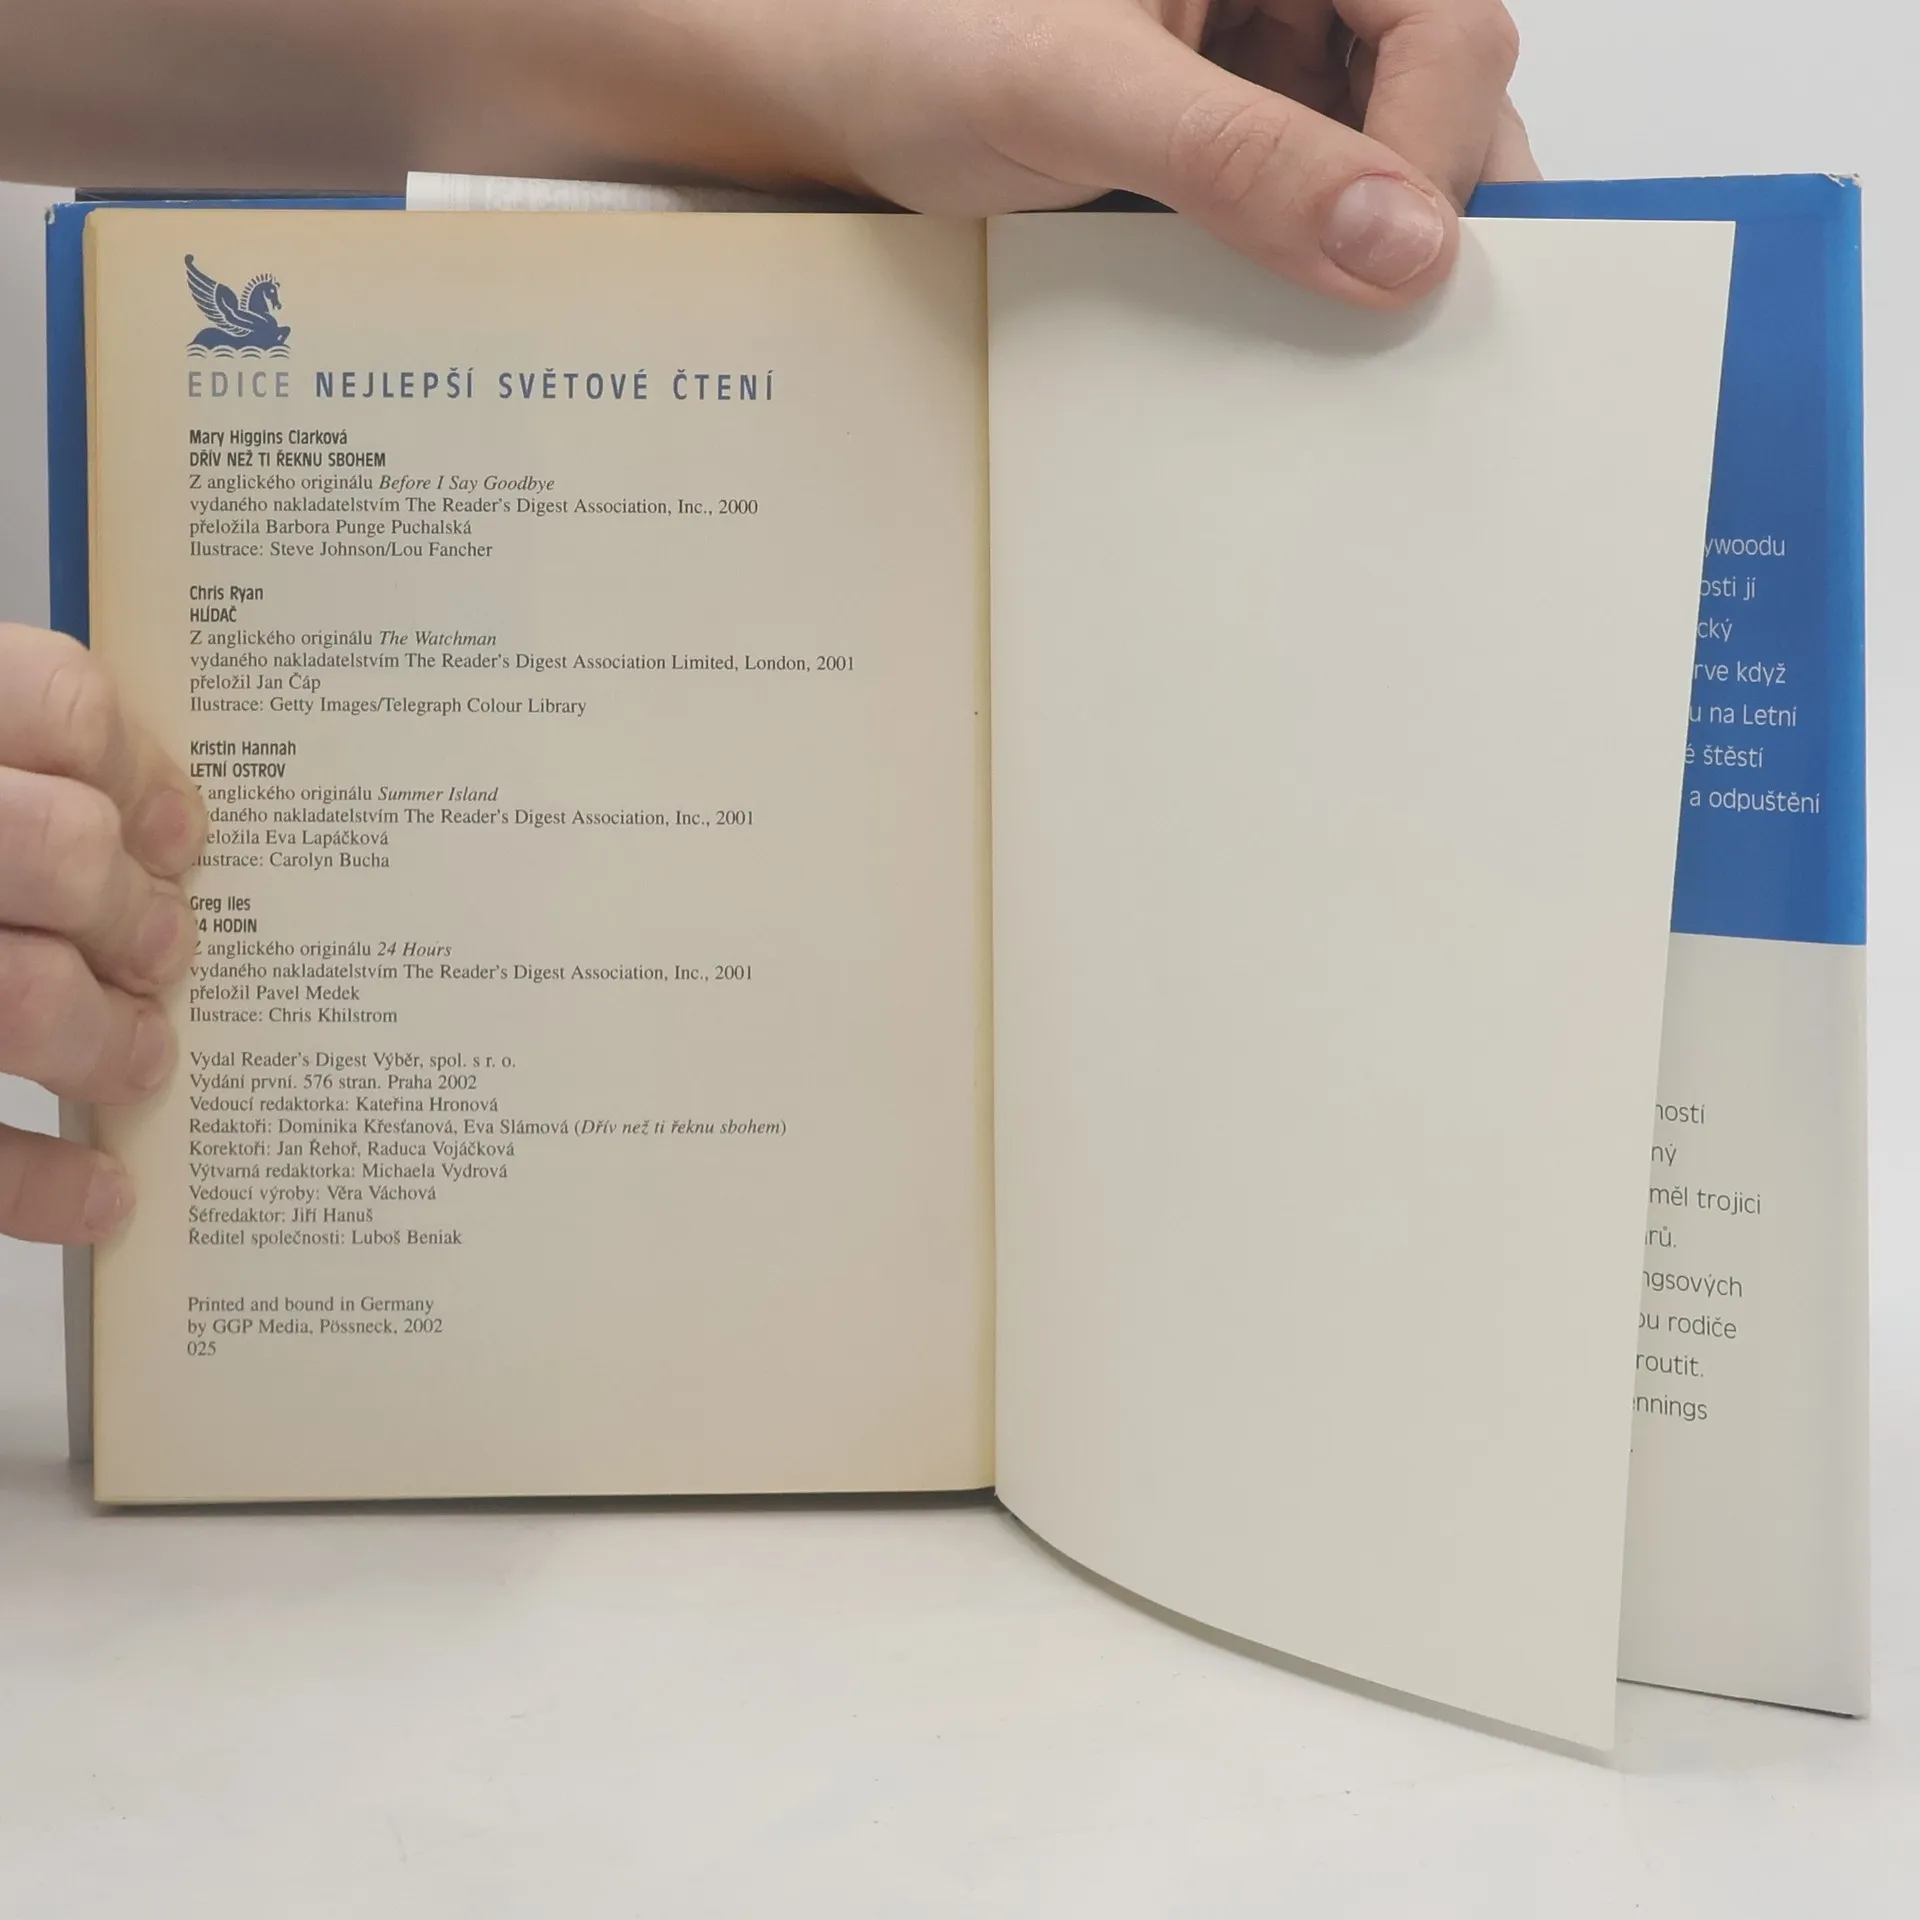 EDICE NEJLEPŠÍ SVĚTOVÉ ČTENÍ
Mary Higgins Clarková
DŘÍV NEŽ TI ŘEKNU SBOHEM
Z anglického originálu Before I Say Goodbye
vydaného nakladatelstvím The Reader's Digest Association, Inc., 2000
přeložila Barbora Punge Puchalská
Ilustrace: Steve Johnson/Lou Fancher
Chris Ryan
HLÍDAČ
Z anglického originálu The Watchman
vydaného nakladatelstvím The Reader's Digest Association Limited, London, 2001
přeložil Jan Čáp
Ilustrace: Getty Images/Telegraph Colour Library
Kristin Hannah
LETNÍ OSTROV
anglického originálu Summer Island
vydaného nakladatelstvím The Reader's Digest Association, Inc., 2001
přeložila Eva Lapáčková
Ilustrace: Carolyn Bucha
Greg Iles
24 HODIN
Z anglického originálu 24 Hours
vydaného nakladatelstvím The Reader's Digest Association, Inc., 2001
přeložil Pavel Medek
Ilustrace: Chris Khilstrom
Vydal Reader's Digest Výběr, spol. s r. o.
Vydání první. 576 stran. Praha 2002
Vedoucí redaktorka: Kateřina Hronová
Redaktoři: Dominika Křesťanová, Eva Slámová (Dřív než ti řeknu sbohem)
Korektoři: Jan Řehoř, Raduca Vojáčková
Výtvarná redaktorka: Michaela Vydrová
Vedoucí výroby: Věra Váchová
Šéfredaktor: Jiří Hanuš
Ředitel společnosti: Luboš Beniak
Printed and bound in Germany
by GGP Media, Pössneck, 2002
025
ywoodu
osti jí
cký
rve když
u na Letní
é štěstí
a odpuštění
ností
ný
měl trojici
rů.
ngsových
ou rodiče
routit.
ennings